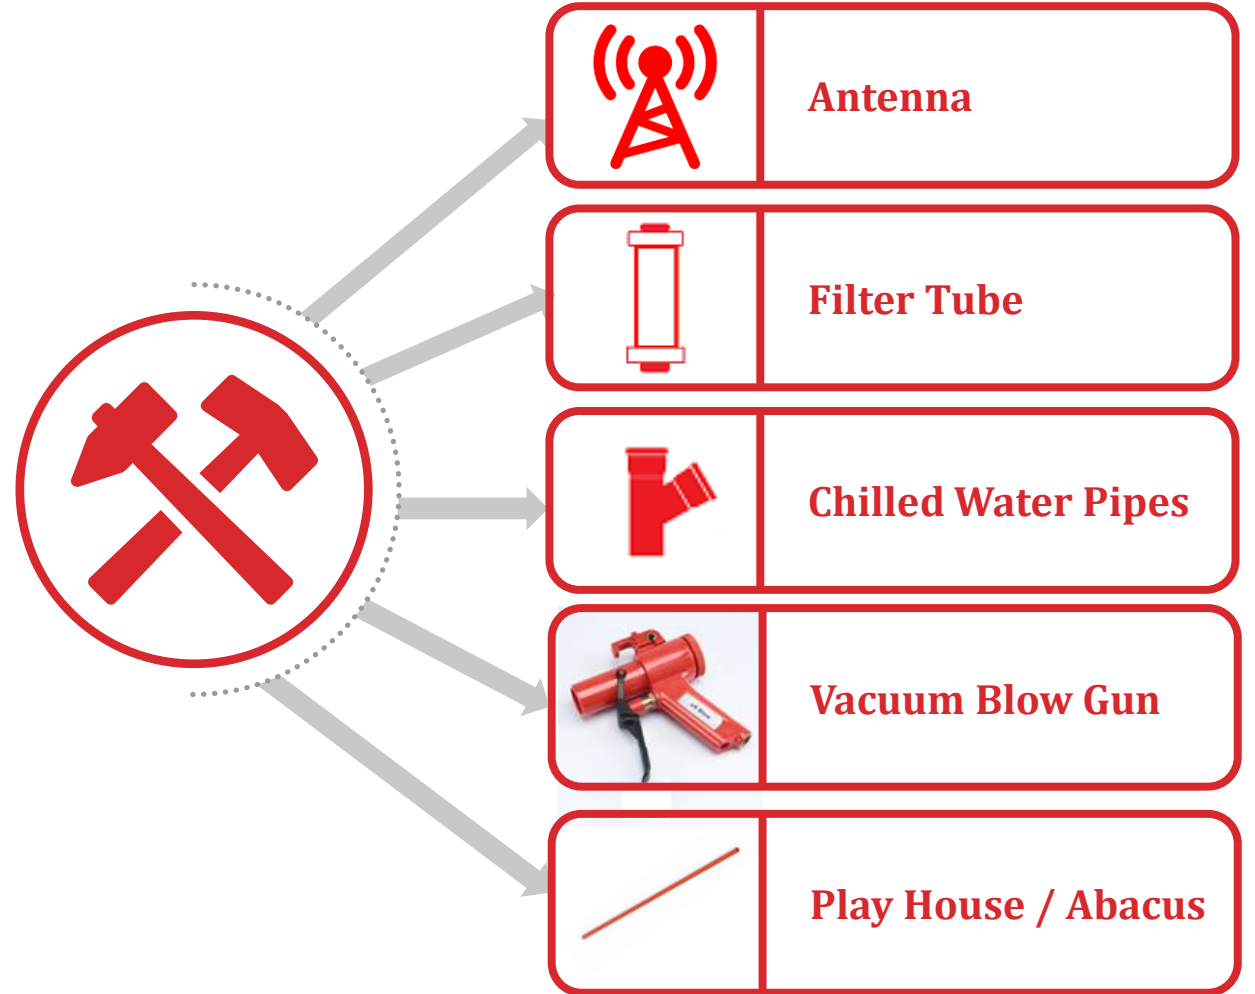 Antenna
Filter Tube
Chilled Water Pipes
Vacuum Blow Gun
Play House / Abacus